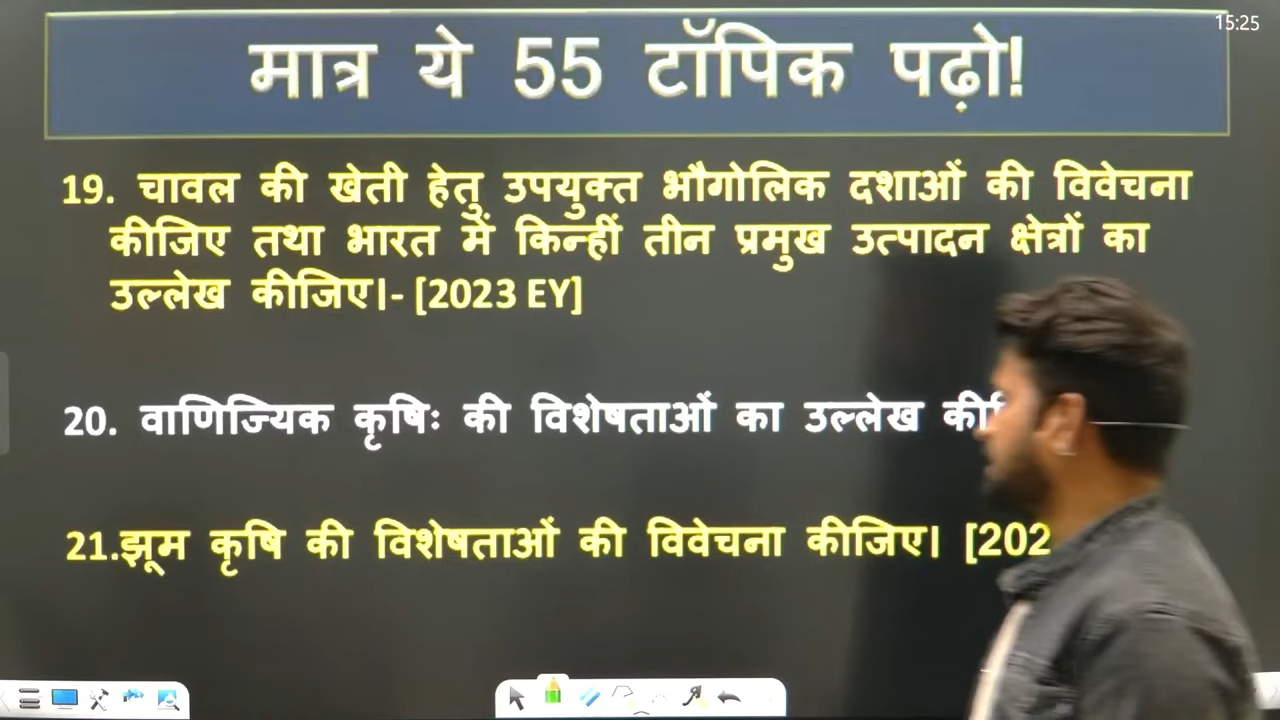 15:25
मात्र ये 55 टॉपिक पढ़ो!
19. चावल की खेती हेतु उपयुक्त भौगोलिक दशाओं की विवेचना
कीजिए तथा भारत में किन्हीं तीन प्रमुख उत्पादन क्षेत्रों का
उल्लेख कीजिए।- [2023 EY]
20. वाणिज्यिक कृषिः की विशेषताओं का उल्लेख
21.झूम कृषि की विशेषताओं की विवेचना कीजिए। [202